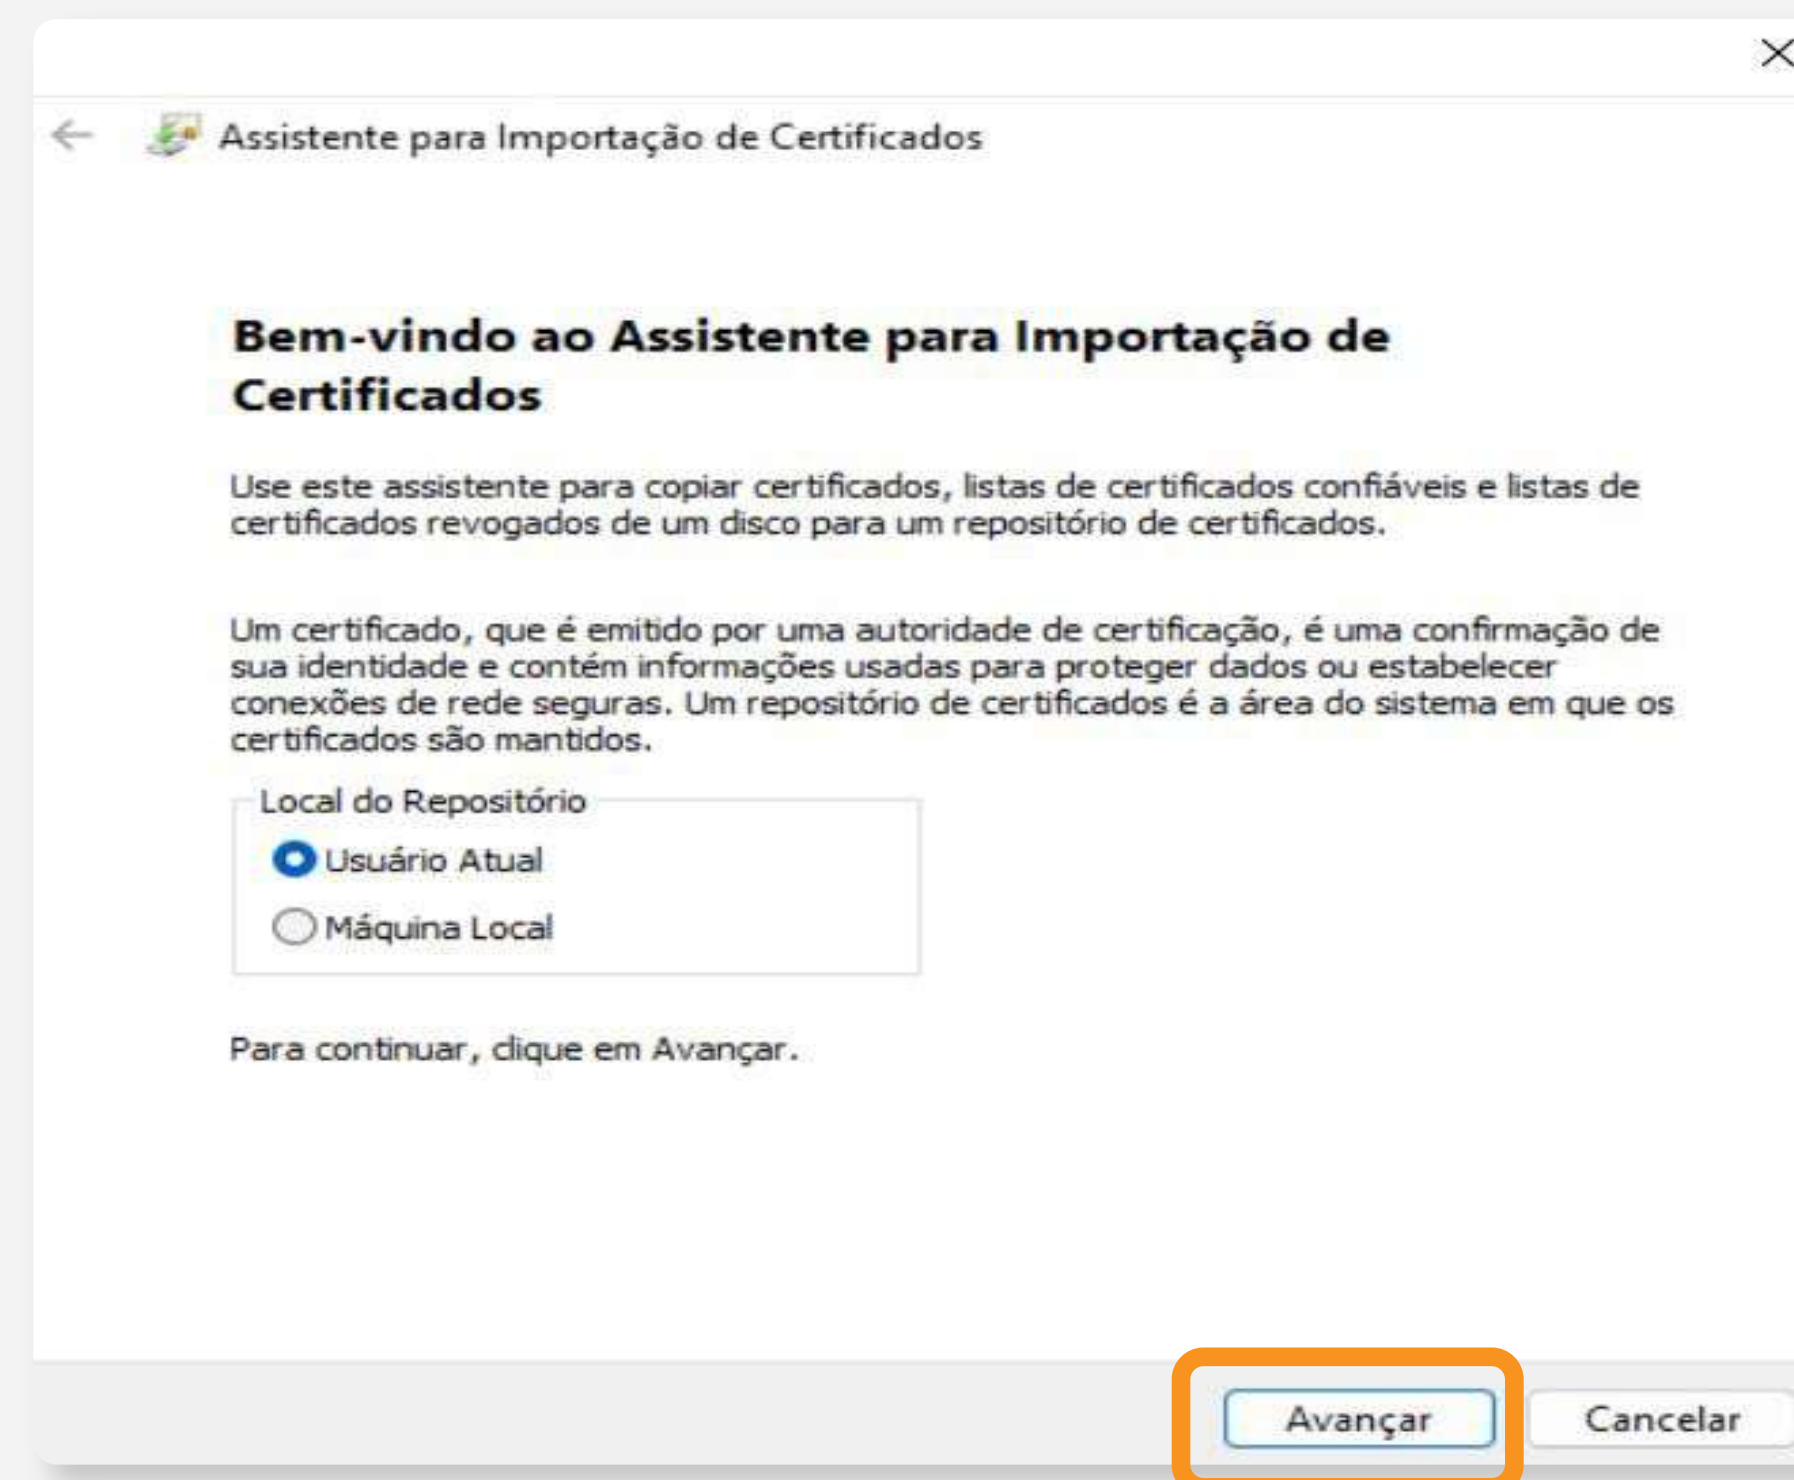 Assistente para Importação de Certificados
Bem-vindo ao Assistente para Importação de
Certificados
Use este assistente para copiar certificados, listas de certificados confiáveis e listas de
certificados revogados de um disco para um repositório de certificados.
Um certificado, que é emitido por uma autoridade de certificação, é uma confirmação de
sua identidade e contém informações usadas para proteger dados ou estabelecer
conexões de rede seguras. Um repositório de certificados é a área do sistema em que os
certificados são mantidos.
Local do Repositório
Usuário Atual
Máquina Local
Para continuar, clique em Avançar.
Avançar
Cancelar